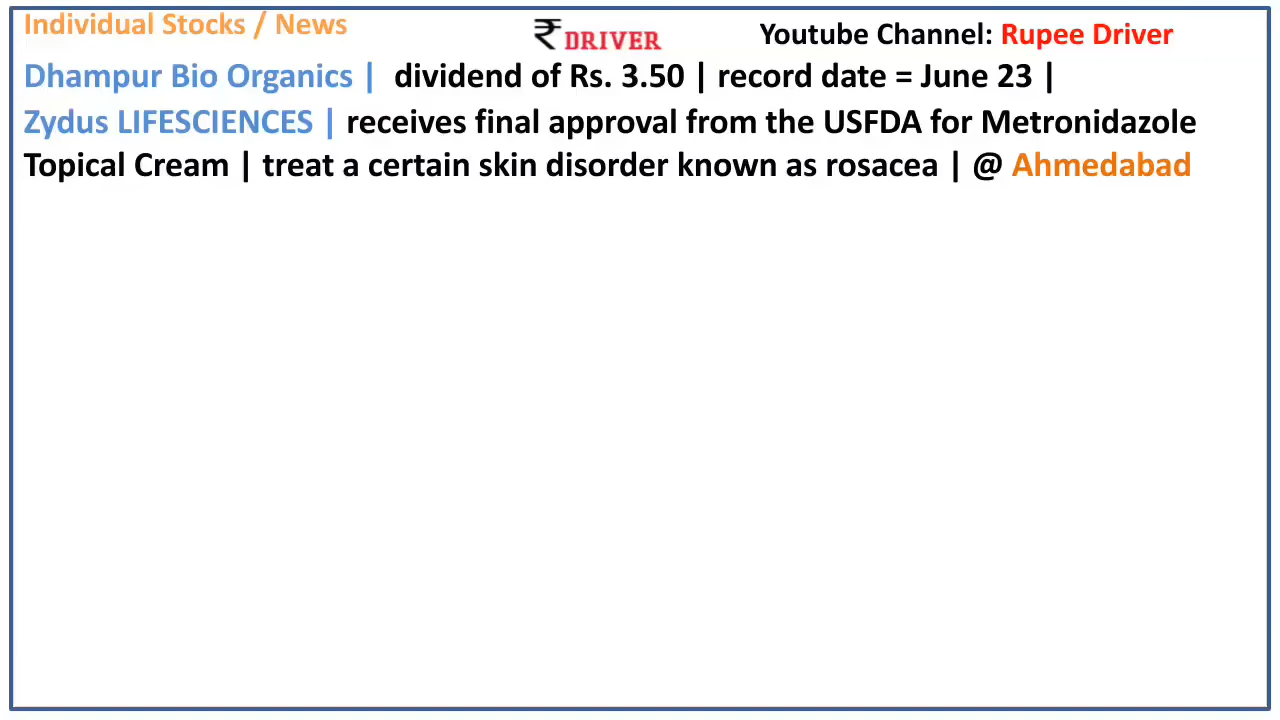 Individual Stocks / News
₹ DRIVER
Youtube Channel: Rupee Driver
Dhampur Bio Organics | dividend of Rs. 3.50 | record date = June 23 |
Zydus LIFESCIENCES | receives final approval from the USFDA for Metronidazole
Topical Cream | treat a certain skin disorder known as rosacea | @ Ahmedabad